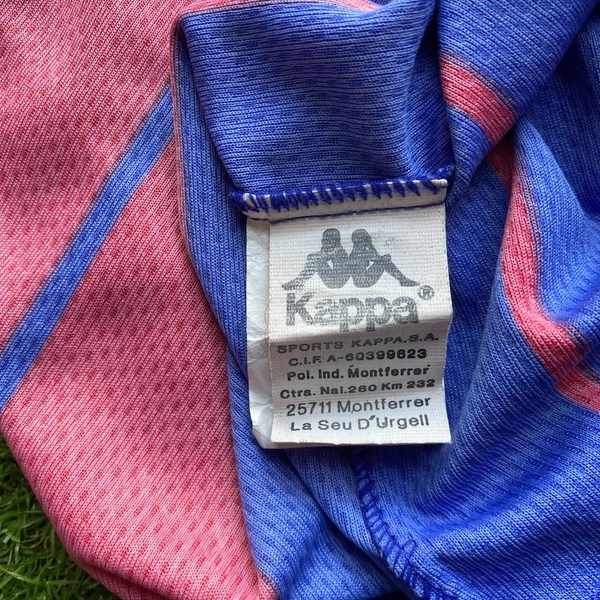 Kappa®
SPORTS KAPPA.S.A.
C.I.F. A-60399623
Pol. Ind. Montferrer
Ctra. Nal.260 Km 232
25711 Montferrer
La Seu D'Urgell